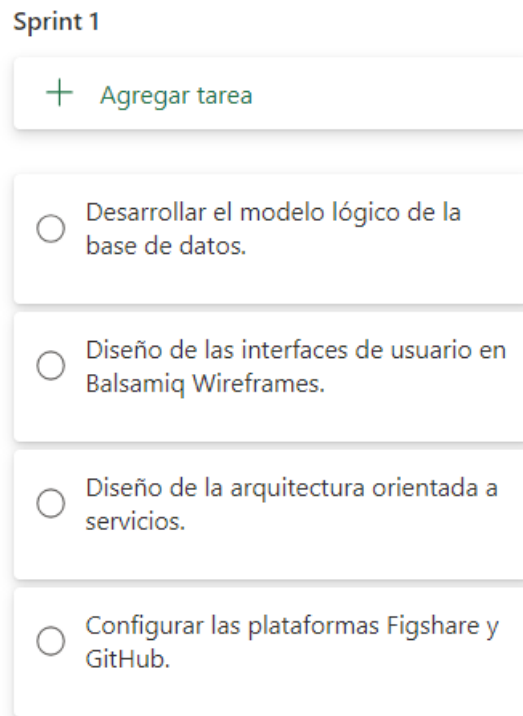 Sprint 1
Agregar tarea
Desarrollar el modelo lógico de la
base de datos.
Diseño de las interfaces de usuario en
Balsamiq Wireframes.
Diseño de la arquitectura orientada a
servicios.
Configurar las plataformas Figshare y
GitHub.